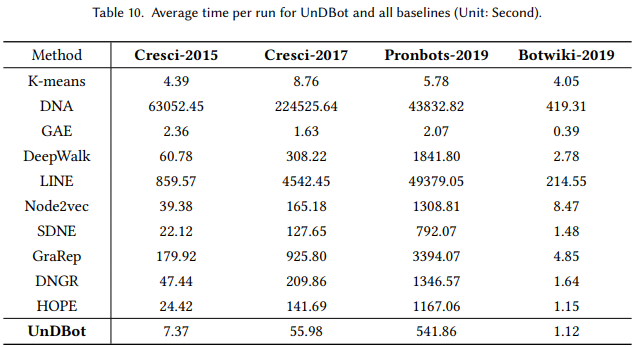 Table 10. Average time per run for UnDBot and all baselines (Unit: Second).
Method Cresci-2015 Cresci-2017 Pronbots-2019 Botwiki-2019
K-means 4.39 8.76 5.78 4.05
DNA 63052.45 224525.64 43832.82 419.31
GAE 2.36 1.63 2.07 0.39
DeepWalk 60.78 308.22 1841.80 2.78
LINE 859.57 4542.45 49379.05 214.55
Node2vec 39.38 165.18 1308.81 8.47
SDNE 22.12 127.65 792.07 1.48
GraRep 179.92 925.80 3394.07 4.85
DNGR 47.44 209.86 1346.57 1.64
HOPE 24.42 141.69 1167.06 1.15
UnDBot 7.37 55.98 541.86 1.12